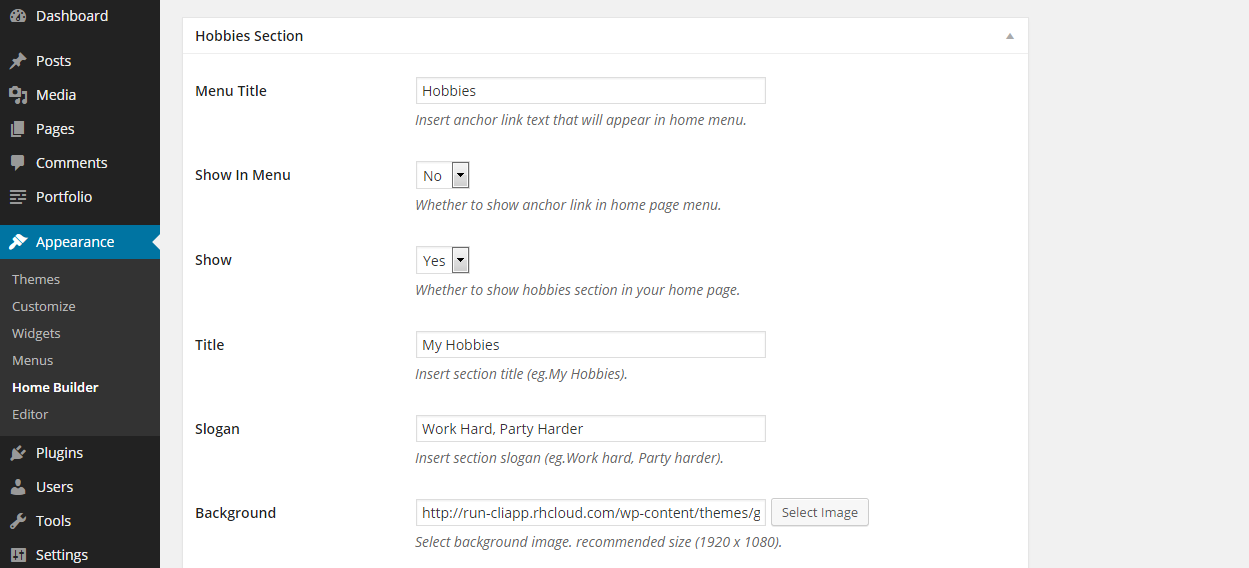 Dashboard
Posts
Media
Pages
Comments
Portfolio
Appearance
Themes
Customize
Widgets
Menus
Home Builder
Editor
Plugins
Users
Tools
Settings
Hobbies Section
Menu Title
Hobbies
Insert anchor link text that will appear in home menu.
Show In Menu
No
Whether to show anchor link in home page menu.
Show
Yes
Whether to show hobbies section in your home page.
Title
My Hobbies
Insert section title (eg.My Hobbies).
Slogan
Work Hard, Party Harder
Insert section slogan (eg.Work hard, Party harder).
Background
http://run-cliapp.rhcloud.com/wp-content/themes/g
Select Image
Select background image. recommended size (1920 x 1080).